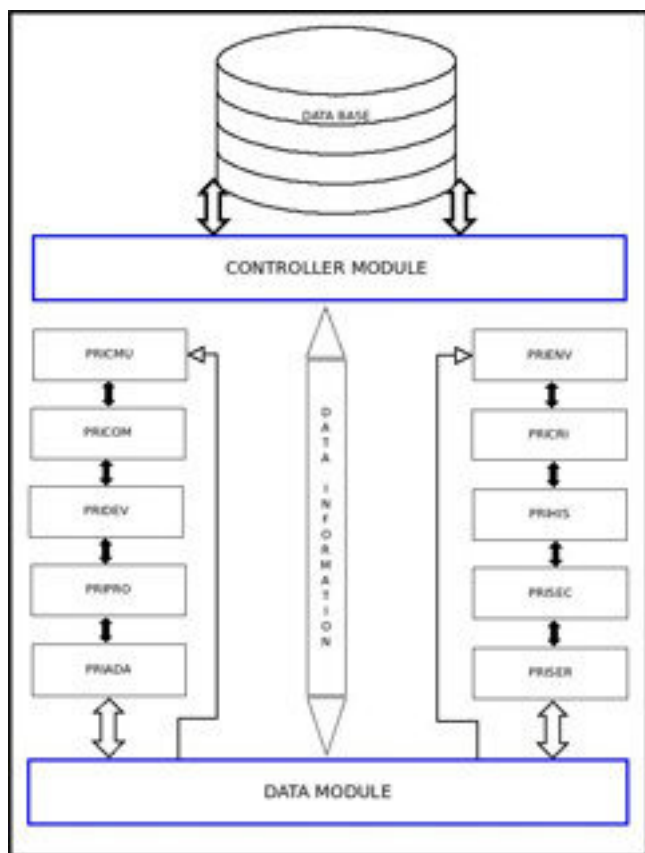 DATA BASE
CONTROLLER MODULE
PRICMU
PRICOM
PRIDEV
PRIPRO
PRIADA
DATA INFORMATION
PRIENV
PRICRI
PRIHIS
PRISEC
PRISER
DATA MODULE